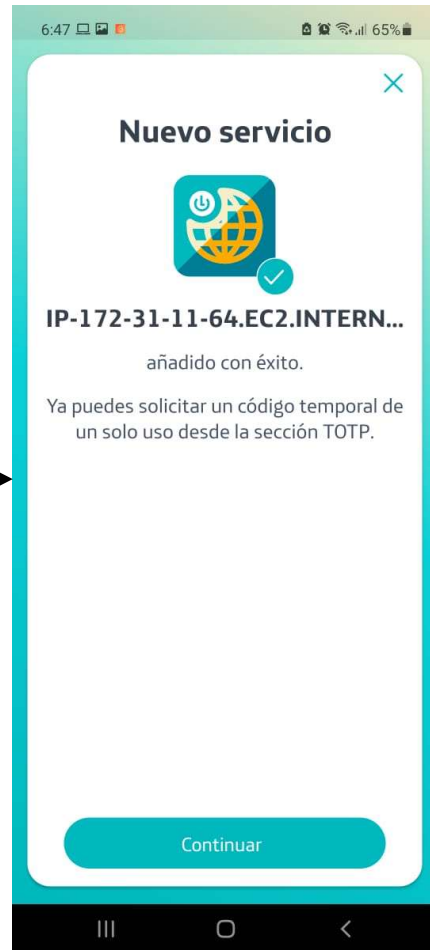 6:47 65%
Nuevo servicio
IP-172-31-11-64.EC2.INTERN...
añadido con éxito.
Ya puedes solicitar un código temporal de
un solo uso desde la sección TOTP.
Continuar